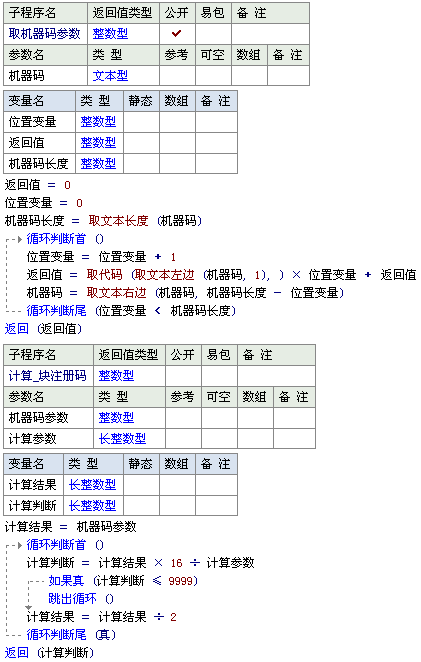 子程序名 返回值类型 公开 易包 备 注
取机器码参数 整数型 ✓
参数名 类 型 参考 可空 数组 备 注
机器码 文本型
变量名 类 型 静态 数组 备 注
位置变量 整数型
返回值 整数型
机器码长度 整数型
返回值 = 0
位置变量 = 0
机器码长度 = 取文本长度 (机器码)
循环判断首 ()
位置变量 = 位置变量 + 1
返回值 = 取代码 (取文本左边 (机器码, 1), ) × 位置变量 + 返回值
机器码 = 取文本右边 (机器码, 机器码长度 - 位置变量)
循环判断尾 (位置变量 < 机器码长度)
返回 (返回值)
子程序名 返回值类型 公开 易包 备 注
计算_块注册码 整数型
参数名 类 型 参考 可空 数组 备 注
机器码参数 整数型
计算参数 长整数型
变量名 类 型 静态 数组 备 注
计算结果 长整数型
计算判断 长整数型
计算结果 = 机器码参数
循环判断首 ()
计算判断 = 计算结果 × 16 ÷ 计算参数
如果真 (计算判断 ≤ 9999)
跳出循环 ()
计算结果 = 计算结果 ÷ 2
循环判断尾 (真)
返回 (计算判断)